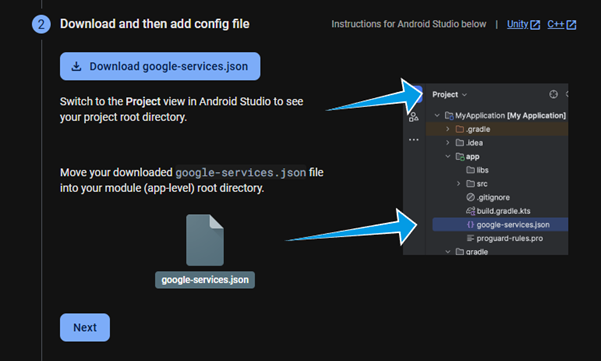 2
Download and then add config file
Instructions for Android Studio below | Unity C++
Download google-services.json
Switch to the Project view in Android Studio to see
your project root directory.
Move your downloaded google-services.json file
into your module (app-level) root directory.
google-services.json
Next
Project
MyApplication [My Application]
.gradle
.idea
app
libs
src
.gitignore
build.gradle.kts
google-services.json
proguard-rules.pro
gradle